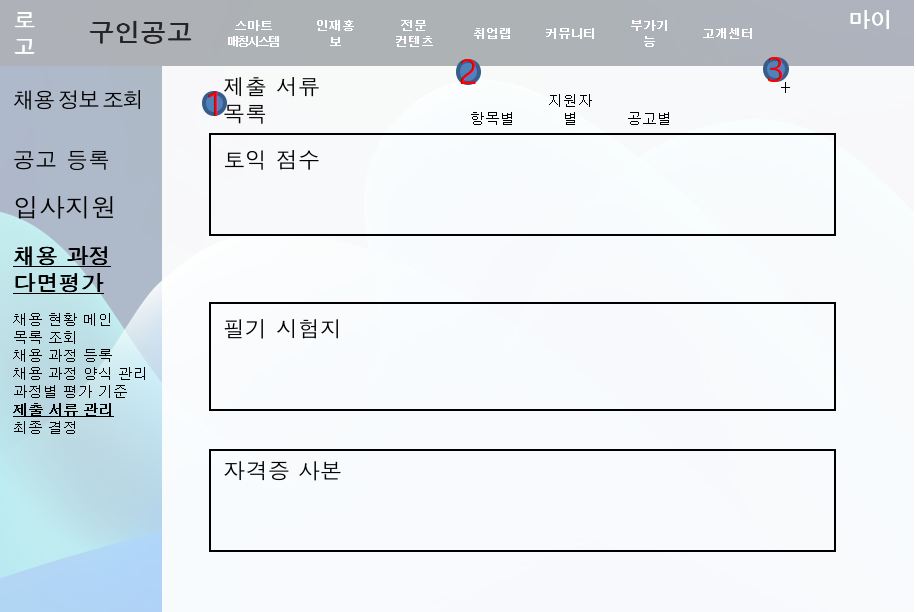 로
고
구인공고
스마트
매칭시스템
인재홍
보
전문
컨텐츠
취업랩
커뮤니티
부가기
능
고개센터
마이
채용 정보 조회
공고 등록
입사지원
채용 과정
다면평가
채용 현황 메인
목록 조회
채용 과정 등록
채용 과정 양식 관리
과정별 평가 기준
제출 서류 관리
최종 결정
1
제출 서류
목록
2
항목별
지원자
별
공고별
3
+
토익 점수
필기 시험지
자격증 사본